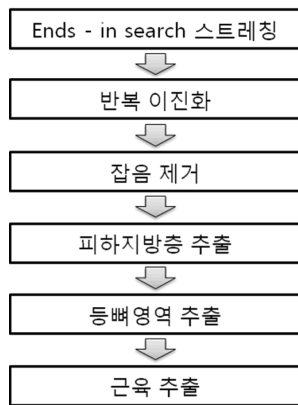 Ends - in search 스트레칭
반복 이진화
잡음 제거
피하지방층 추출
등뼈영역 추출
근육 추출